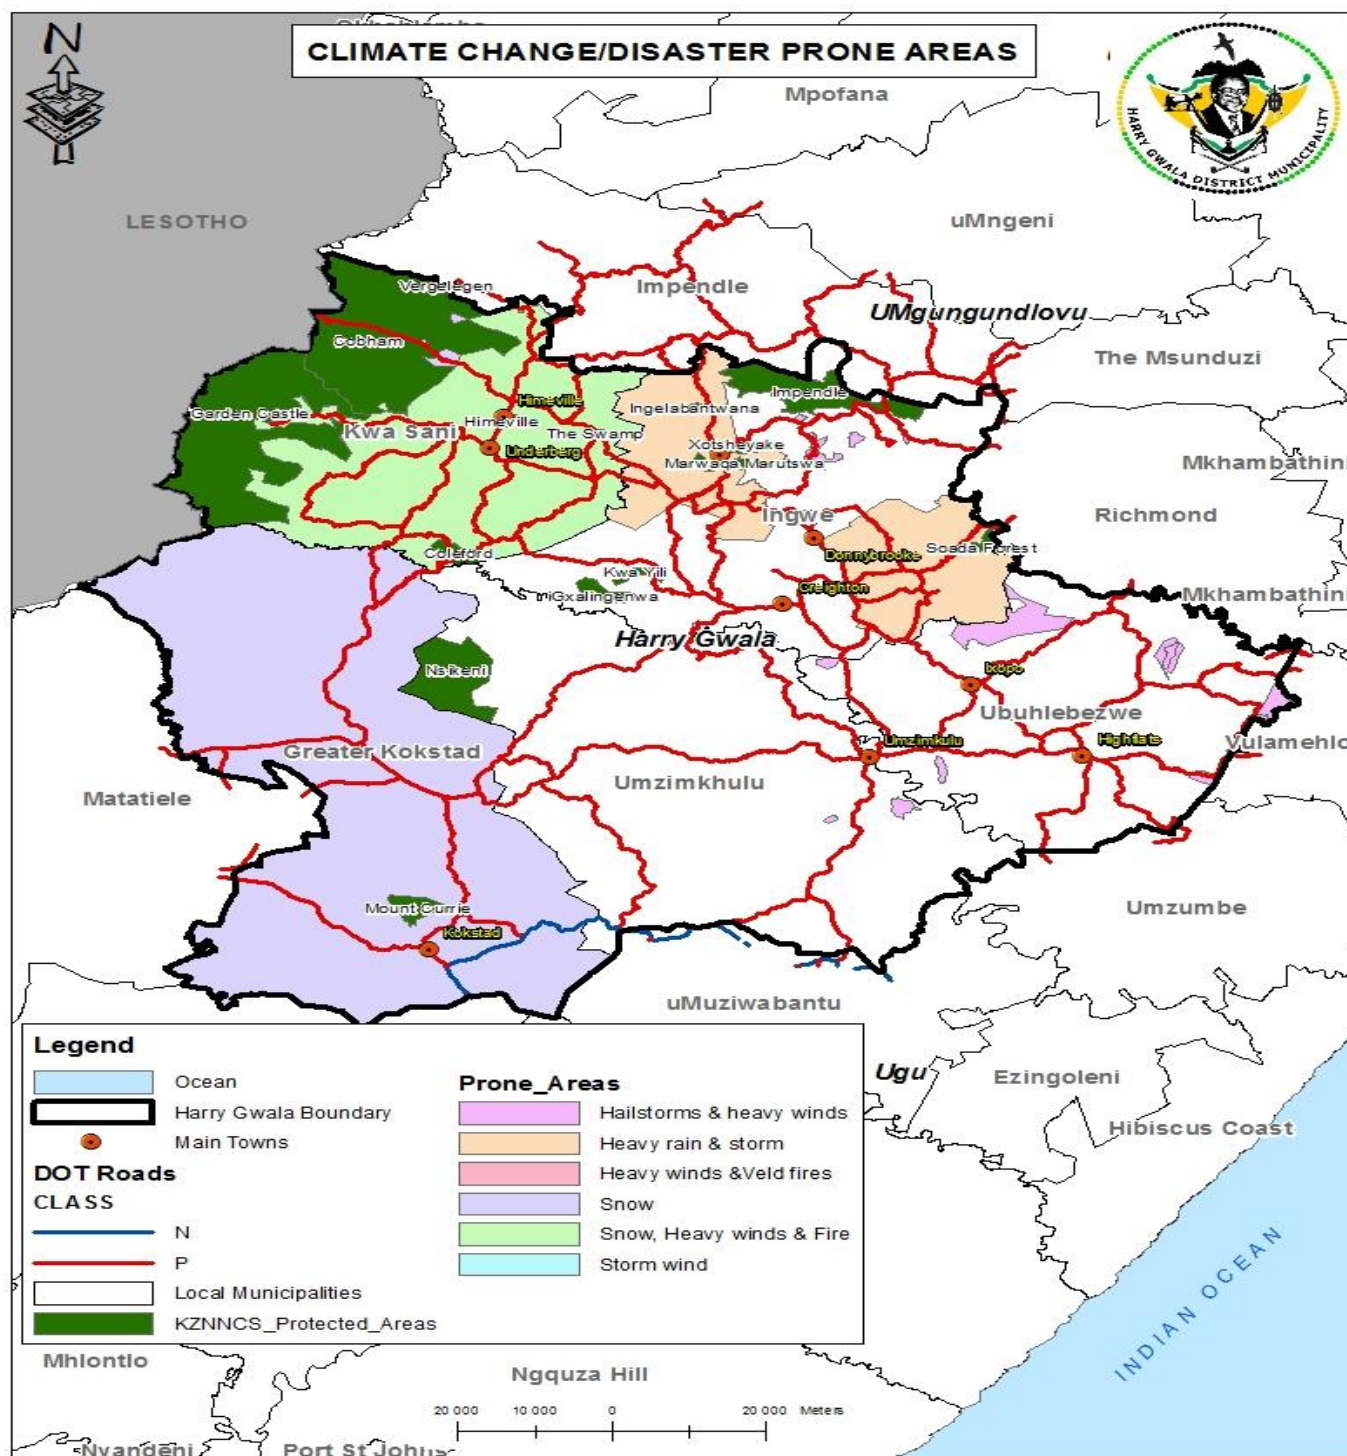 N
CLIMATE CHANGE/DISASTER PRONE AREAS
HARRY GWALA DISTRICT MUNICIPALITY
Mpofana
LESOTHO
uMngeni
Vergelegen
Impendle
UMgungundlovu
Cobham
The Msunduzi
Garden Castle
Himeville
Himeville
Kwa Sani
The Swamp
Underberg
Ingelabantwana
Impendle
Xotsheyake
Marwaqa Marutswa
Mkhambathini
Richmond
Ingwe
Donnybrooke
Soada Forest
Coleford
Kwa Yili
iGxalingenwa
Creighton
Mkhambathini
Harry Gwala
Nsikeni
Ixopo
Ubuhlebezwe
Greater Kokstad
Umzimkulu
Highflats
Vulamehlo
Umzimkhulu
Matatiele
Mount Currie
Kokstad
Umzumbe
uMuziwabantu
Legend
Ocean
Harry Gwala Boundary
Main Towns
DOT Roads
CLASS
N
P
Local Municipalities
KZNNCS_Protected_Areas
Prone_Areas
Hailstorms & heavy winds
Heavy rain & storm
Heavy winds &Veld fires
Snow
Snow, Heavy winds & Fire
Storm wind
Ugu
Ezingoleni
Hibiscus Coast
INDIAN OCEAN
Mhlontlo
Ngquza Hill
20 000 10 000 0 20 000 Meters
Nyandeni
Port St Johns